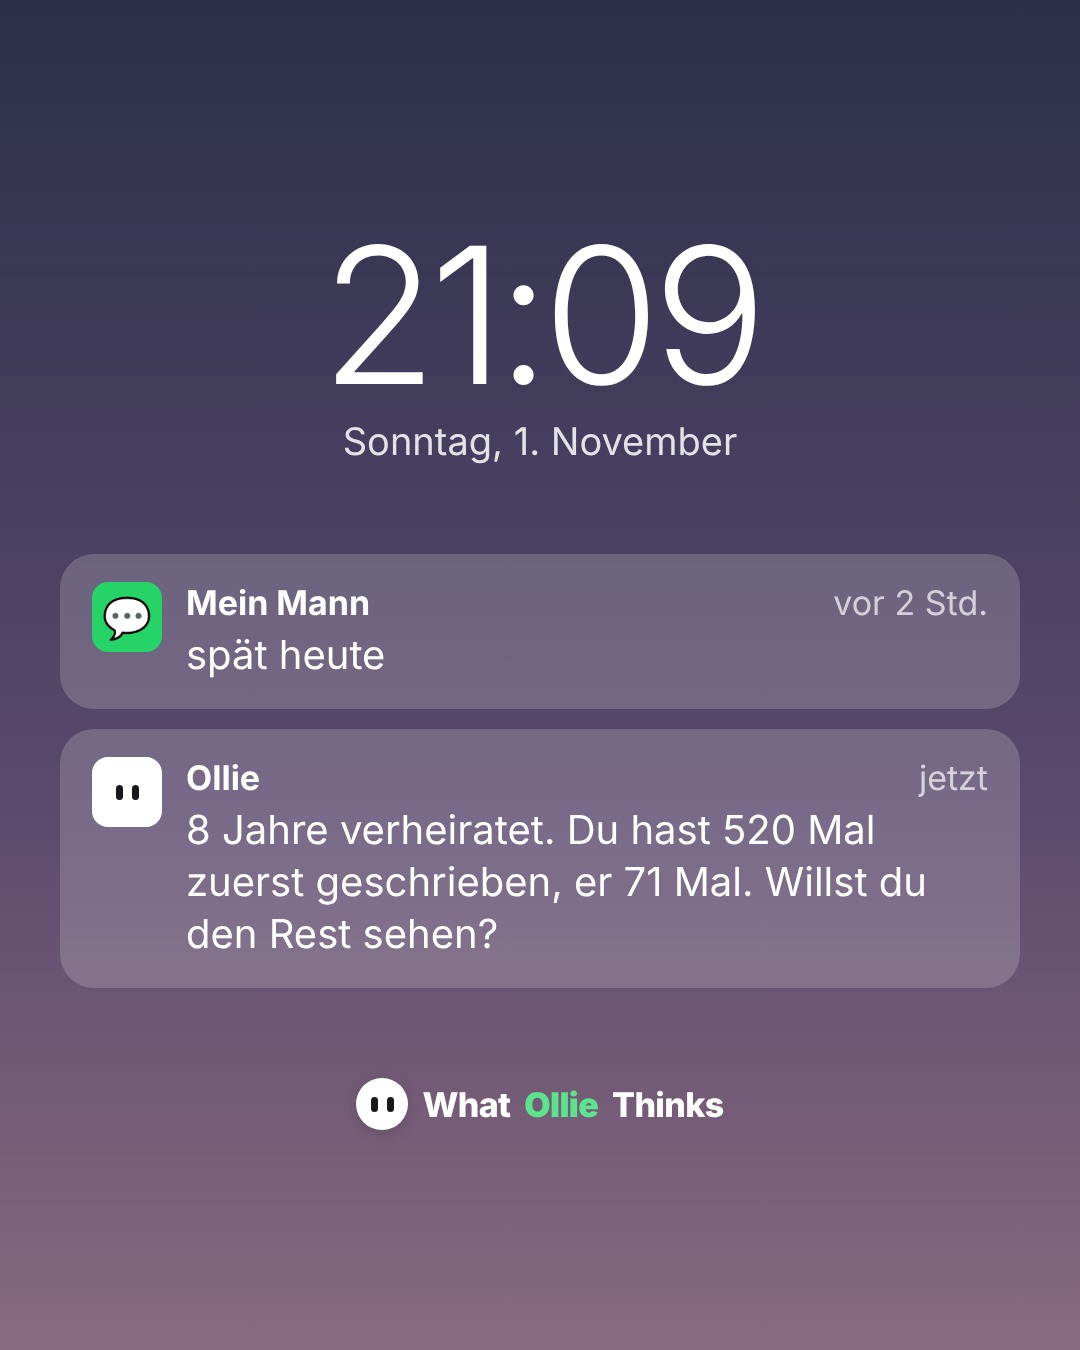 21:09
Sonntag, 1. November
Mein Mann
vor 2 Std.
spät heute
Ollie
jetzt
8 Jahre verheiratet. Du hast 520 Mal
zuerst geschrieben, er 71 Mal. Willst du
den Rest sehen?
What Ollie Thinks